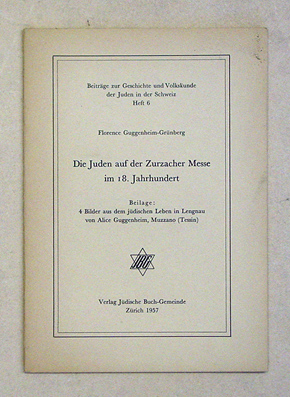 Beiträge zur Geschichte und Volkskunde
der Juden in der Schweiz
Heft 6
Florence Guggenheim-Grünberg
Die Juden auf der Zurzacher Messe
im 18. Jahrhundert
Beilage:
4 Bilder aus dem jüdischen Leben in Lengnau
von Alice Guggenheim, Muzzano (Tessin)
JBG
Verlag Jüdische Buch-Gemeinde
Zürich 1957